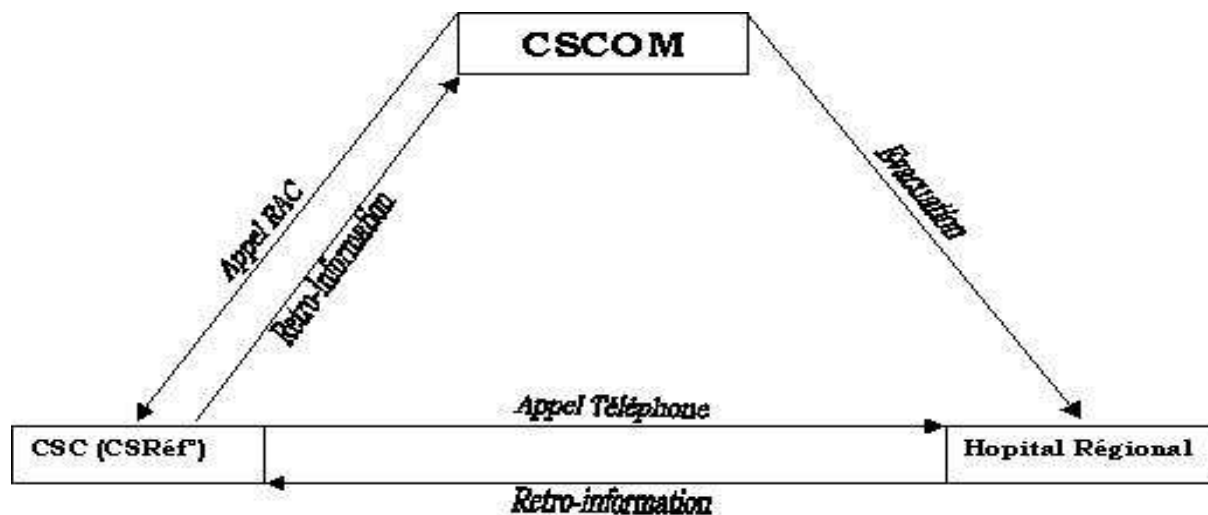 CSCOM
Appel RAC
Retro-Information
Evacuation
Appel Téléphone
CSC (CSRéf°)
Hopital Régional
Retro-information